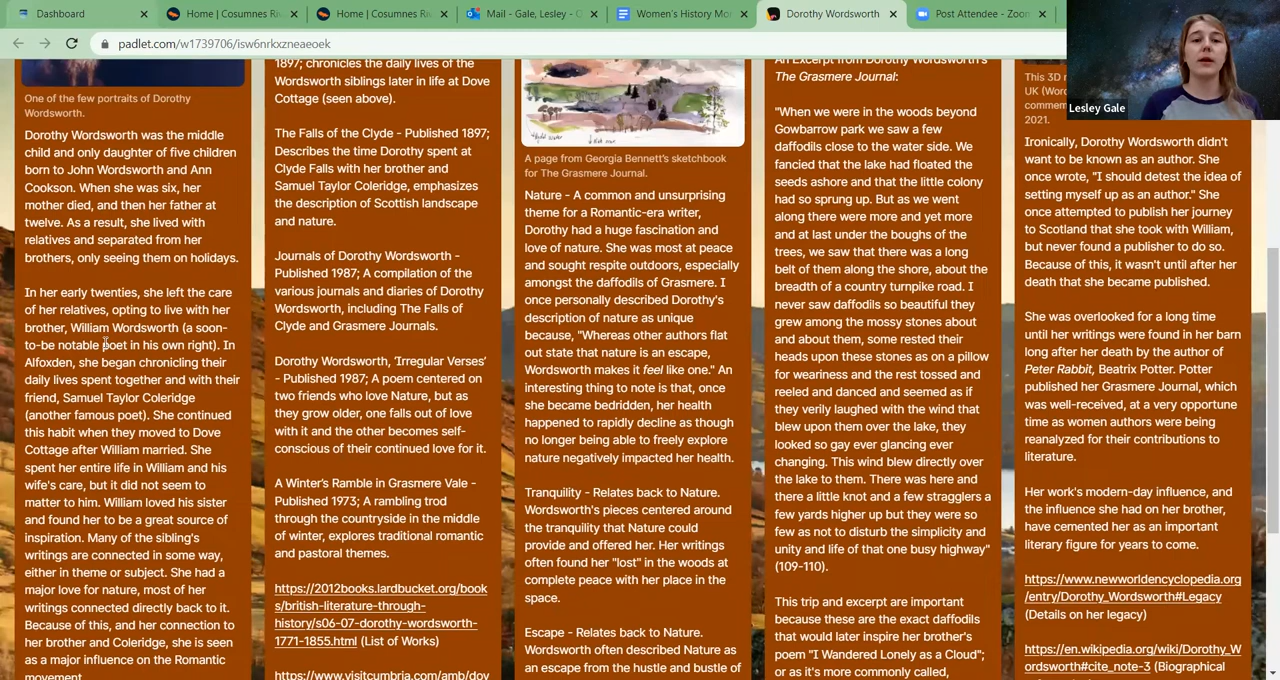 Dashboard
Home | Cosumnes Ri
Home | Cosumnes Ri
Mail - Gale, Lesley - O
Women's History Mo
Dorothy Wordsworth
Post Attendee - Zoom
padlet.com/w1739706/isw6nrkxzneaeoek
Lesley Gale
One of the few portraits of Dorothy
Wordsworth.
Dorothy Wordsworth was the middle
child and only daughter of five children
born to John Wordsworth and Ann
Cookson. When she was six, her
mother died, and then her father at
twelve. As a result, she lived with
relatives and separated from her
brothers, only seeing them on holidays.
In her early twenties, she left the care
of her relatives, opting to live with her
brother, William Wordsworth (a soon-
to-be notable poet in his own right). In
Alfoxden, she began chronicling their
daily lives spent together and with their
friend, Samuel Taylor Coleridge
(another famous poet). She continued
this habit when they moved to Dove
Cottage after William married. She
spent her entire life in William and his
wife's care, but it did not seem to
matter to him. William loved his sister
and found her to be a great source of
inspiration. Many of the sibling's
writings are connected in some way,
either in theme or subject. She had a
major love for nature, most of her
writings connected directly back to it.
Because of this, and her connection to
her brother and Coleridge, she is seen
as a major influence on the Romantic
movement.
1897; chronicles the daily lives of the
Wordsworth siblings later in life at Dove
Cottage (seen above).
The Falls of the Clyde - Published 1897;
Describes the time Dorothy spent at
Clyde Falls with her brother and
Samuel Taylor Coleridge, emphasizes
the description of Scottish landscape
and nature.
Journals of Dorothy Wordsworth -
Published 1987; A compilation of the
various journals and diaries of Dorothy
Wordsworth, including The Falls of
Clyde and Grasmere Journals.
Dorothy Wordsworth, 'Irregular Verses'
- Published 1987; A poem centered on
two friends who love Nature, but as
they grow older, one falls out of love
with it and the other becomes self-
conscious of their continued love for it.
A Winter's Ramble in Grasmere Vale -
Published 1973; A rambling trod
through the countryside in the middle
of winter, explores traditional romantic
and pastoral themes.
https://2012books.lardbucket.org/book
s/british-literature-through-
history/s06-07-dorothy-wordsworth-
1771-1855.html (List of Works)
https://www.visitcumbria.com/amb/dov
A page from Georgia Bennett's sketchbook
for The Grasmere Journal.
Nature - A common and unsurprising
theme for a Romantic-era writer,
Dorothy had a huge fascination and
love of nature. She was most at peace
and sought respite outdoors, especially
amongst the daffodils of Grasmere. I
once personally described Dorothy's
description of nature as unique
because, "Whereas other authors flat
out state that nature is an escape,
Wordsworth makes it feel like one." An
interesting thing to note is that, once
she became bedridden, her health
happened to rapidly decline as though
no longer being able to freely explore
nature negatively impacted her health.
Tranquility - Relates back to Nature.
Wordsworth's pieces centered around
the tranquility that Nature could
provide and offered her. Her writings
often found her "lost" in the woods at
complete peace with her place in the
space.
Escape - Relates back to Nature.
Wordsworth often described Nature as
an escape from the hustle and bustle of
An Excerpt from Dorothy Wordsworth's
The Grasmere Journal:
"When we were in the woods beyond
Gowbarrow park we saw a few
daffodils close to the water side. We
fancied that the lake had floated the
seeds ashore and that the little colony
had so sprung up. But as we went
along there were more and yet more
and at last under the boughs of the
trees, we saw that there was a long
belt of them along the shore, about the
breadth of a country turnpike road. I
never saw daffodils so beautiful they
grew among the mossy stones about
and about them, some rested their
heads upon these stones as on a pillow
for weariness and the rest tossed and
reeled and danced and seemed as if
they verily laughed with the wind that
blew upon them over the lake, they
looked so gay ever glancing ever
changing. This wind blew directly over
the lake to them. There was here and
there a little knot and a few stragglers a
few yards higher up but they were so
few as not to disturb the simplicity and
unity and life of that one busy highway"
(109-110).
This trip and excerpt are important
because these are the exact daffodils
that would later inspire her brother's
poem "I Wandered Lonely as a Cloud";
or as it's more commonly called,
This 3D
UK (Wor
commem
2021.
Ironically, Dorothy Wordsworth didn't
want to be known as an author. She
once wrote, "I should detest the idea of
setting myself up as an author." She
once attempted to publish her journey
to Scotland that she took with William,
but never found a publisher to do so.
Because of this, it wasn't until after her
death that she became published.
She was overlooked for a long time
until her writings were found in her barn
long after her death by the author of
Peter Rabbit, Beatrix Potter. Potter
published her Grasmere Journal, which
was well-received, at a very opportune
time as women authors were being
reanalyzed for their contributions to
literature.
Her work's modern-day influence, and
the influence she had on her brother,
have cemented her as an important
literary figure for years to come.
https://www.newworldencyclopedia.org
/entry/Dorothy_Wordsworth#Legacy
(Details on her legacy)
https://en.wikipedia.org/wiki/Dorothy_W
ordsworth#cite_note-3 (Biographical